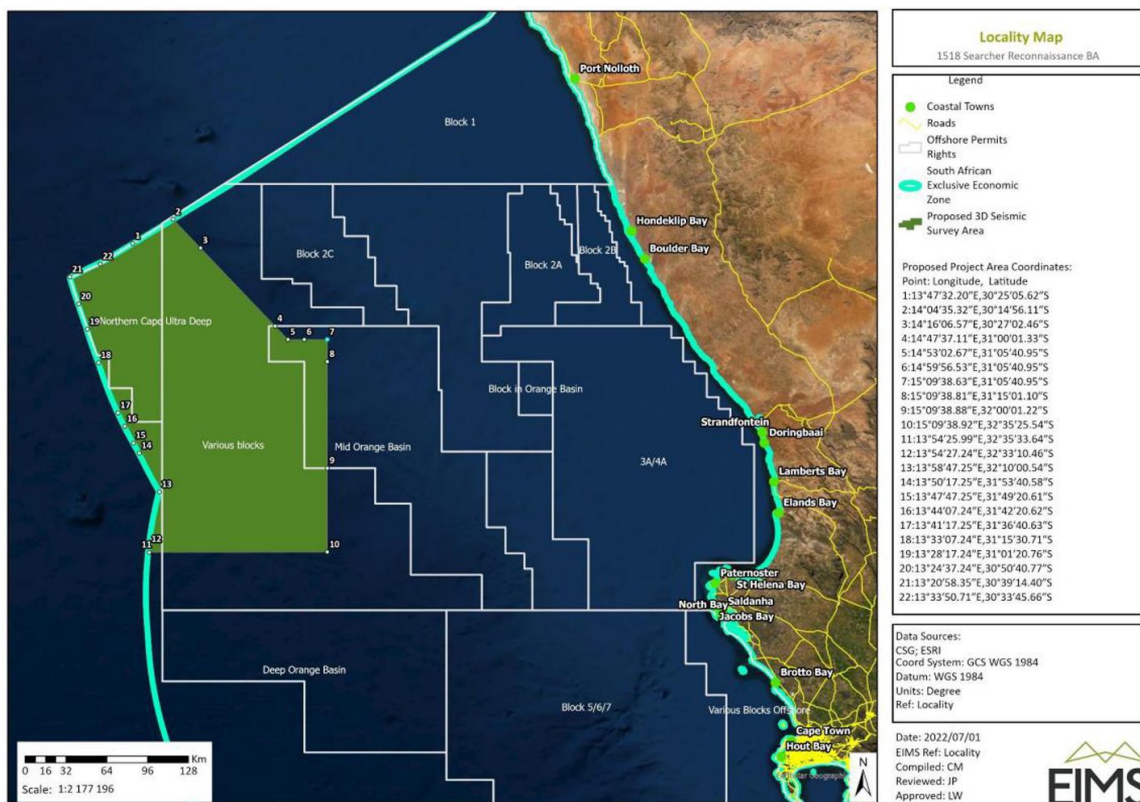 Port Nolloth
Block 1
2
Hondeklip Bay
1
3
Block 2C
Block 2A
Block 2B
Boulder Bay
22
21
20
19
Northern Cape Ultra Deep
4
5
6
7
8
18
Block in Orange Basin
17
16
15
14
Various blocks
Mid Orange Basin
Strandfontein
Doringbaai
3A/4A
9
Lamberts Bay
13
Elands Bay
12
11
10
Paternoster
St Helena Bay
North Bay
Saldanha
Jacobs Bay
Deep Orange Basin
Brotto Bay
Block 5/6/7
Various Blocks Offshore
Cape Town
Hout Bay
Km
0 16 32 64 96 128
Scale: 1:2 177 196
N
Locality Map
1518 Searcher Reconnaissance BA
Legend
Coastal Towns
Roads
Offshore Permits
Rights
South African
Exclusive Economic
Zone
Proposed 3D Seismic
Survey Area
Proposed Project Area Coordinates:
Point: Longitude, Latitude
1:13°47'32.20"E,30°25'05.62"S
2:14°04'35.32"E,30°14'56.11"S
3:14°16'06.57"E,30°27'02.46"S
4:14°47'37.11"E,31°00'01.33"S
5:14°53'02.67"E,31°05'40.95"S
6:14°59'56.53"E,31°05'40.95"S
7:15°09'38.63"E,31°05'40.95"S
8:15°09'38.81"E,31°15'01.10"S
9:15°09'38.88"E,32°00'01.22"S
10:15°09'38.92"E,32°35'25.54"S
11:13°54'25.99"E,32°35'33.64"S
12:13°54'27.24"E,32°33'10.46"S
13:13°58'47.25"E,32°10'00.54"S
14:13°50'17.25"E,31°53'40.58"S
15:13°47'47.25"E,31°49'20.61"S
16:13°44'07.24"E,31°42'20.62"S
17:13°41'17.25"E,31°36'40.63"S
18:13°33'07.24"E,31°15'30.71"S
19:13°28'17.24"E,31°01'20.76"S
20:13°24'37.24"E,30°50'40.77"S
21:13°20'58.35"E,30°39'14.40"S
22:13°33'50.71"E,30°33'45.66"S
Data Sources:
CSG; ESRI
Coord System: GCS WGS 1984
Datum: WGS 1984
Units: Degree
Ref: Locality
Date: 2022/07/01
EIMS Ref: Locality
Compiled: CM
Reviewed: JP
Approved: LW
EIMS